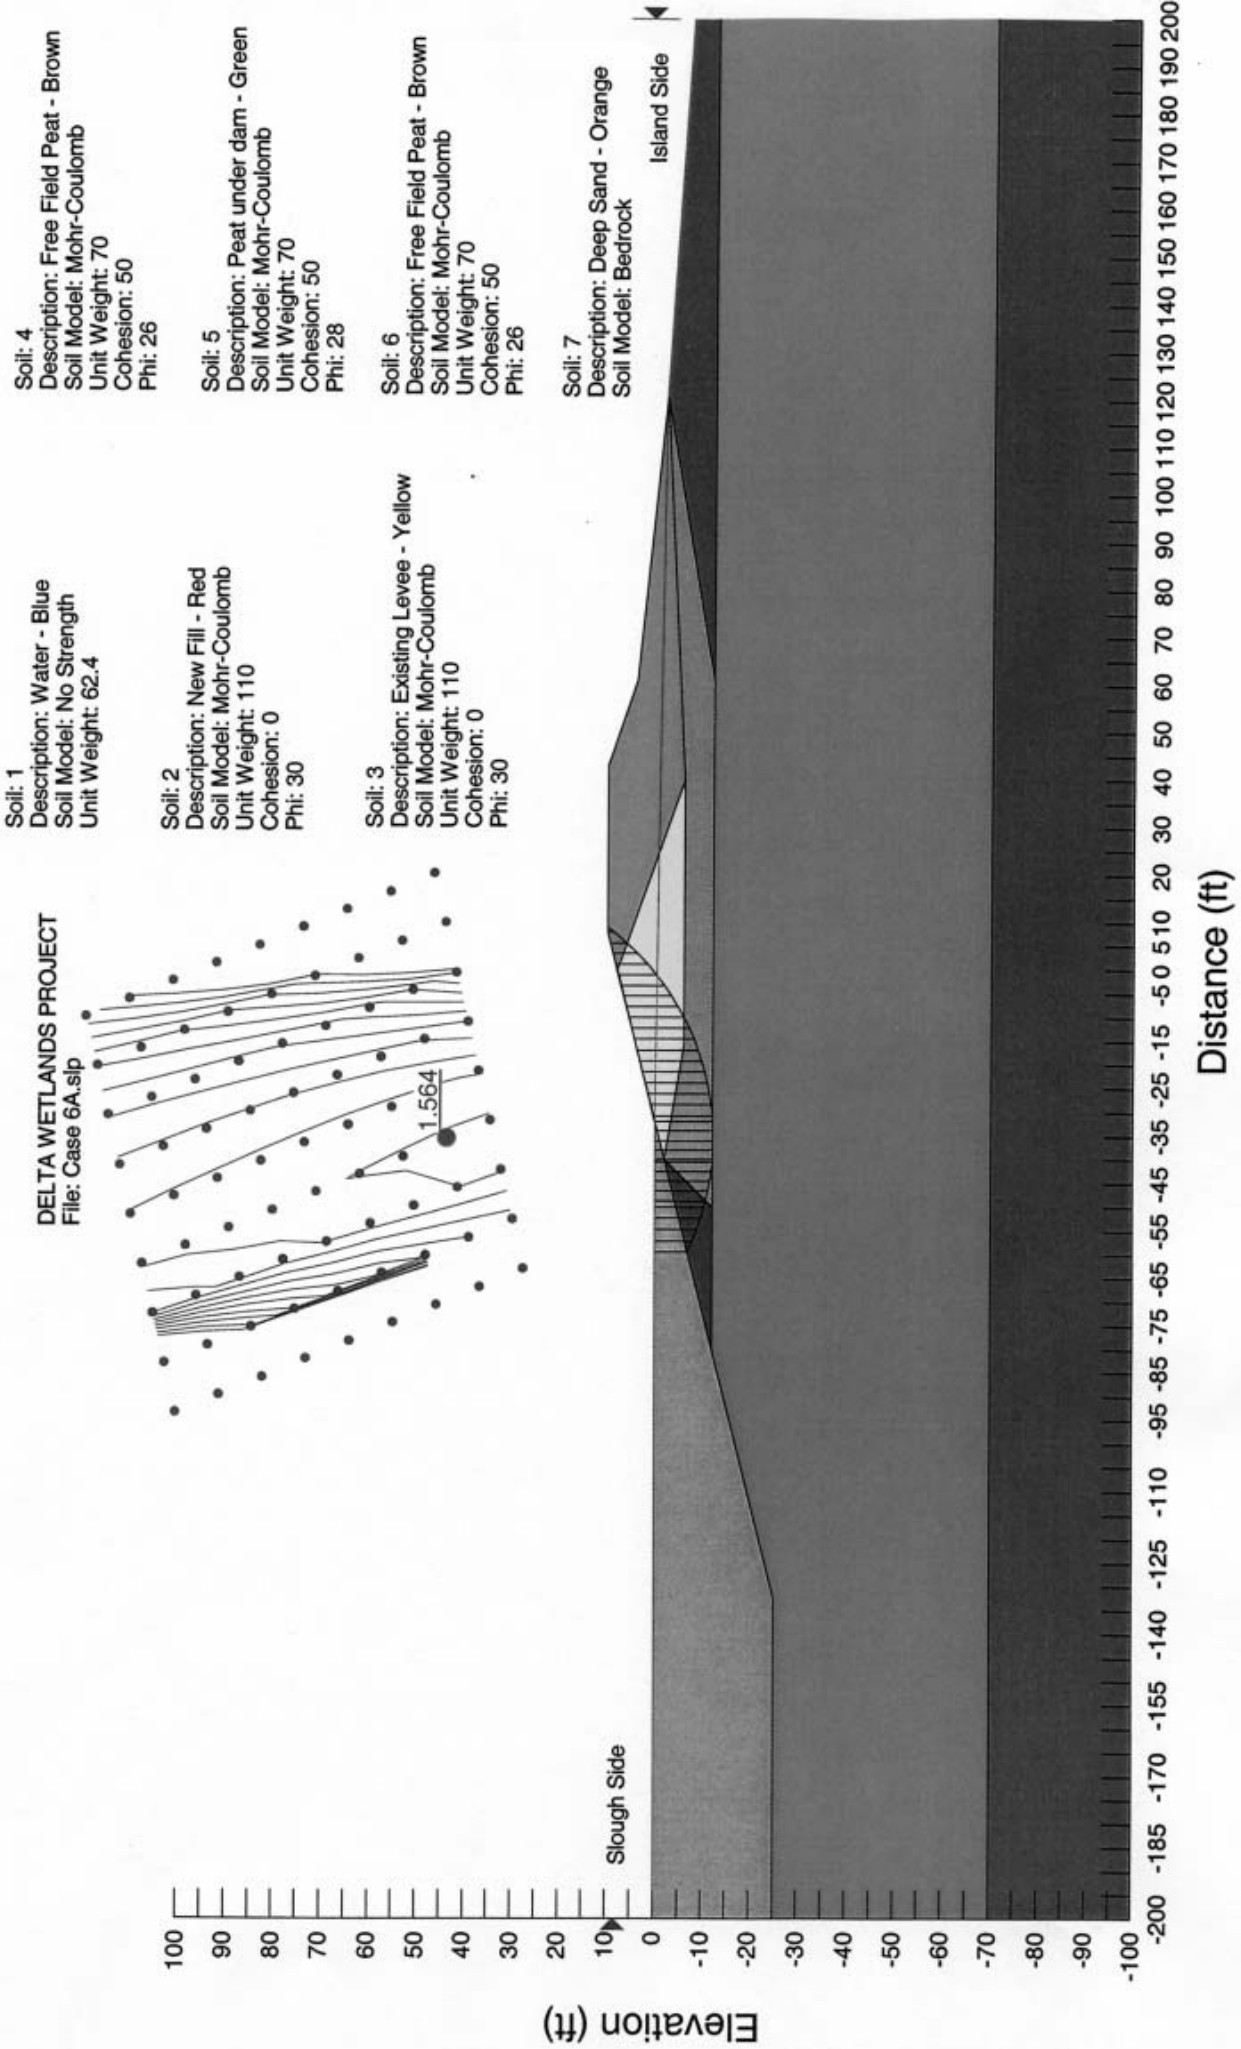 DELTA WETLANDS PROJECT
File: Case 6A.slp
Soil: 1
Description: Water - Blue
Soil Model: No Strength
Unit Weight: 62.4
Soil: 2
Description: New Fill - Red
Soil Model: Mohr-Coulomb
Unit Weight: 110
Cohesion: 0
Phi: 30
Soil: 3
Description: Existing Levee - Yellow
Soil Model: Mohr-Coulomb
Unit Weight: 110
Cohesion: 0
Phi: 30
Soil: 4
Description: Free Field Peat - Brown
Soil Model: Mohr-Coulomb
Unit Weight: 70
Cohesion: 50
Phi: 26
Soil: 5
Description: Peat under dam - Green
Soil Model: Mohr-Coulomb
Unit Weight: 70
Cohesion: 50
Phi: 28
Soil: 6
Description: Free Field Peat - Brown
Soil Model: Mohr-Coulomb
Unit Weight: 70
Cohesion: 50
Phi: 26
Soil: 7
Description: Deep Sand - Orange
Soil Model: Bedrock
1.564
Slough Side
Island Side
100
90
80
70
60
50
40
30
20
10
0
-10
-20
-30
-40
-50
-60
-70
-80
-90
-100
Elevation (ft)
-200 -185 -170 -155 -140 -125 -110 -95 -85 -75 -65 -55 -45 -35 -25 -15 -5 0 5 10 20 30 40 50 60 70 80 90 100 110 120 130 140 150 160 170 180 190 200
Distance (ft)